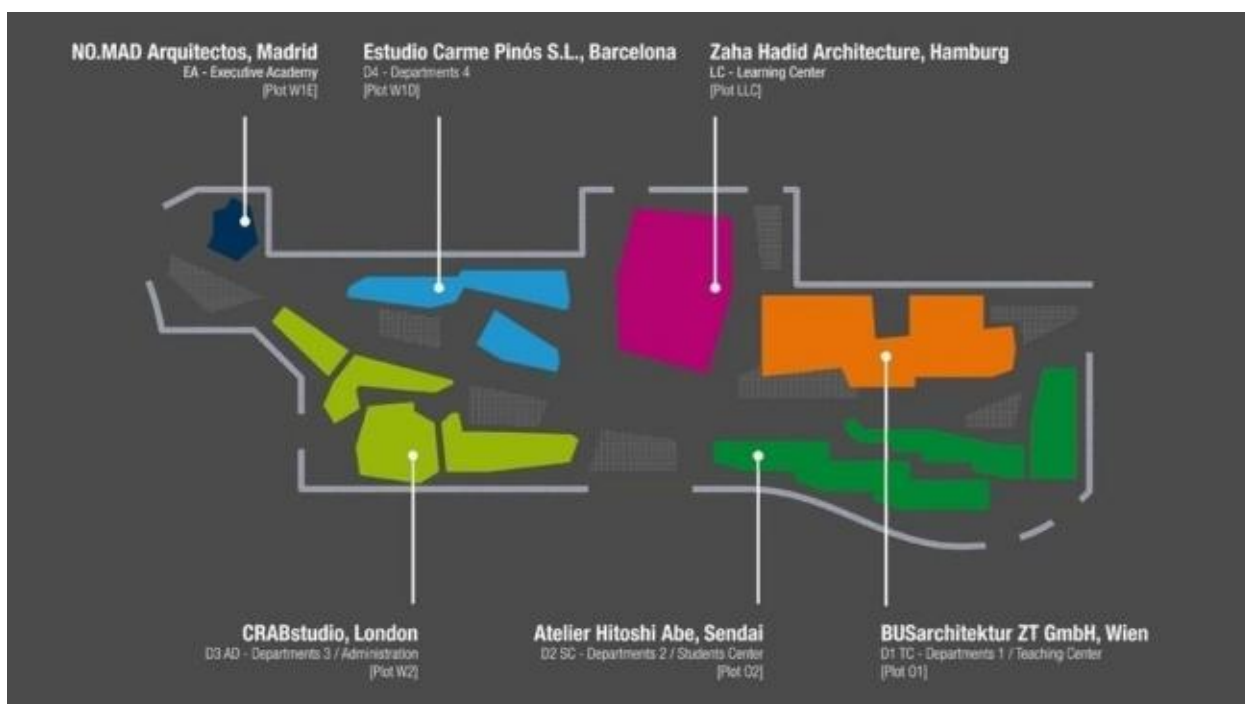 NO.MAD Arquitectos, Madrid
EA - Executive Academy
[Plot W1E]
Estudio Carme Pinós S.L., Barcelona
D4 - Departments 4
[Plot W1D]
Zaha Hadid Architecture, Hamburg
LC - Learning Center
[Plot LLC]
CRABstudio, London
D3 AD - Departments 3 / Administration
[Plot W2]
Atelier Hitoshi Abe, Sendai
D2 SC - Departments 2 / Students Center
[Plot O2]
BUSarchitektur ZT GmbH, Wien
D1 TC - Departments 1 / Teaching Center
[Plot O1]